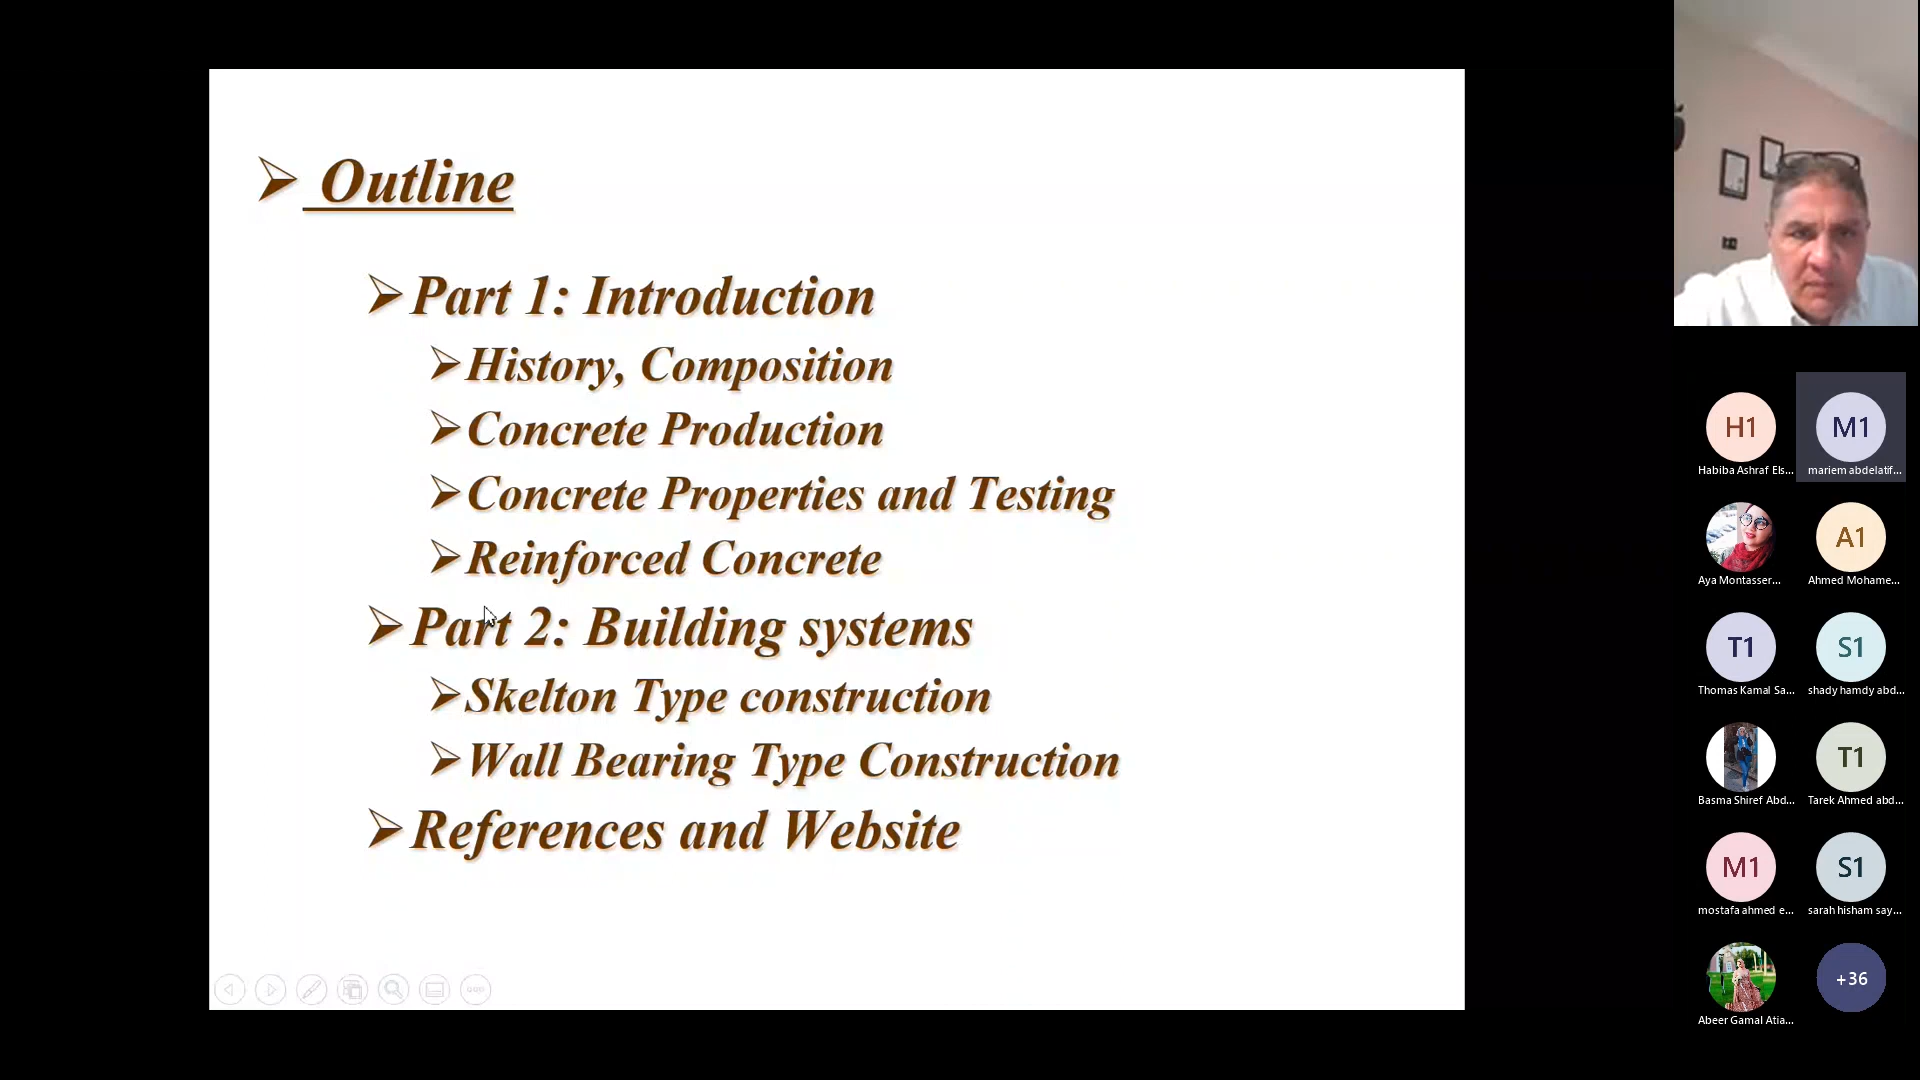 Outline
Part 1: Introduction
History, Composition
Concrete Production
Concrete Properties and Testing
Reinforced Concrete
Part 2: Building systems
Skelton Type construction
Wall Bearing Type Construction
References and Website
H1
M1
Habiba Ashraf Els...
mariem abdelatif...
A1
Aya Montasser...
Ahmed Mohame...
T1
S1
Thomas Kamal Sa...
shady hamdy abd...
T1
Basma Shiref Abd...
Tarek Ahmed abd...
M1
S1
mostafa ahmed e...
sarah hisham say...
+36
Abeer Gamal Atia...